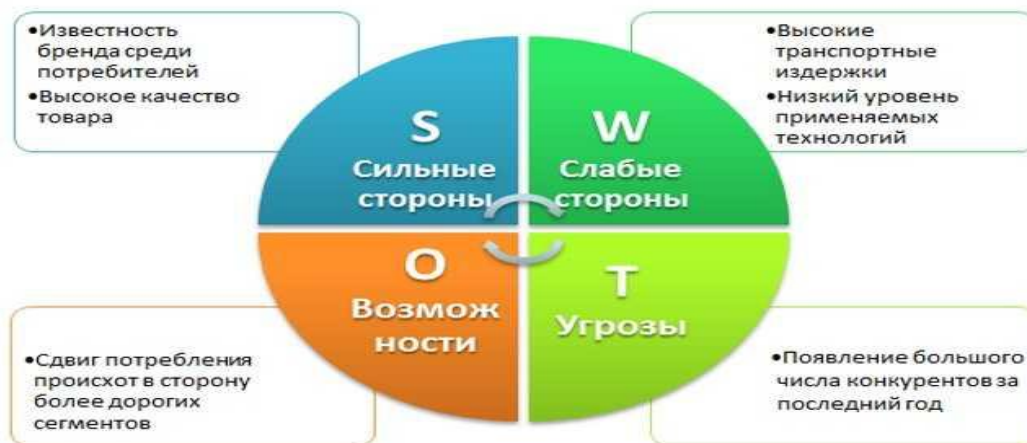 •Известность
бренда среди
потребителей
•Высокое качество
товара
S
Сильные
стороны
W
Слабые
стороны
•Высокие
транспортные
издержки
•Низкий уровень
применяемых
технологий
O
Возмож
ности
T
Угрозы
•Сдвиг потребления
происхот в сторону
более дорогих
сегментов
•Появление большого
числа конкурентов за
последний год